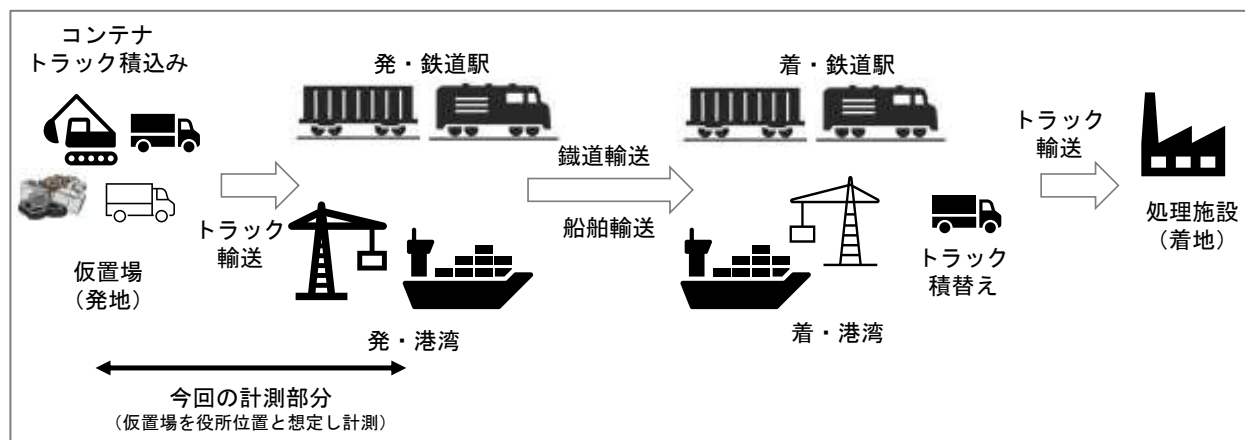 コンテナ
トラック積込み
仮置場
（発地）
トラック
輸送
発・鉄道駅
発・港湾
鐡道輸送
船舶輸送
着・鉄道駅
着・港湾
トラック
積替え
トラック
輸送
処理施設
（着地）
今回の計測部分
（仮置場を役所位置と想定し計測）